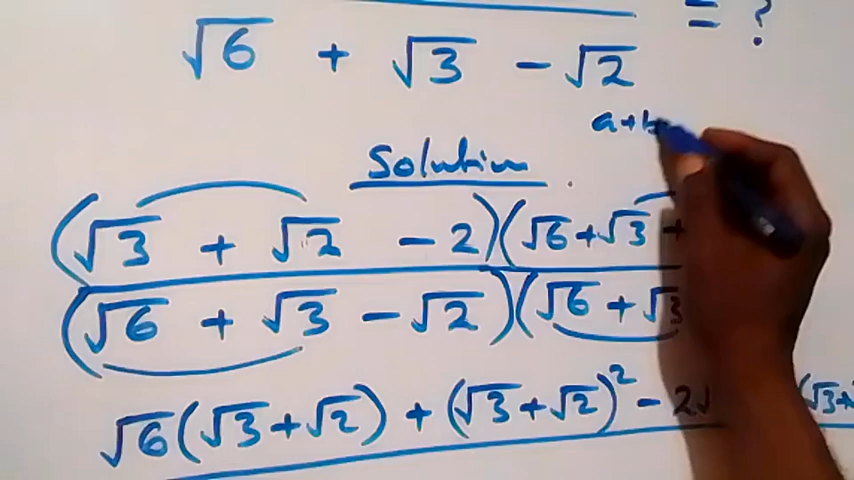 = ?
√6 + √3 - √2
a+b
Solution
(√3 + √2 - 2)(√6+√3+
(√6 + √3 - √2)(√6 + √3
√6(√3+√2) + (√3+√2)² - 2√ (√3+